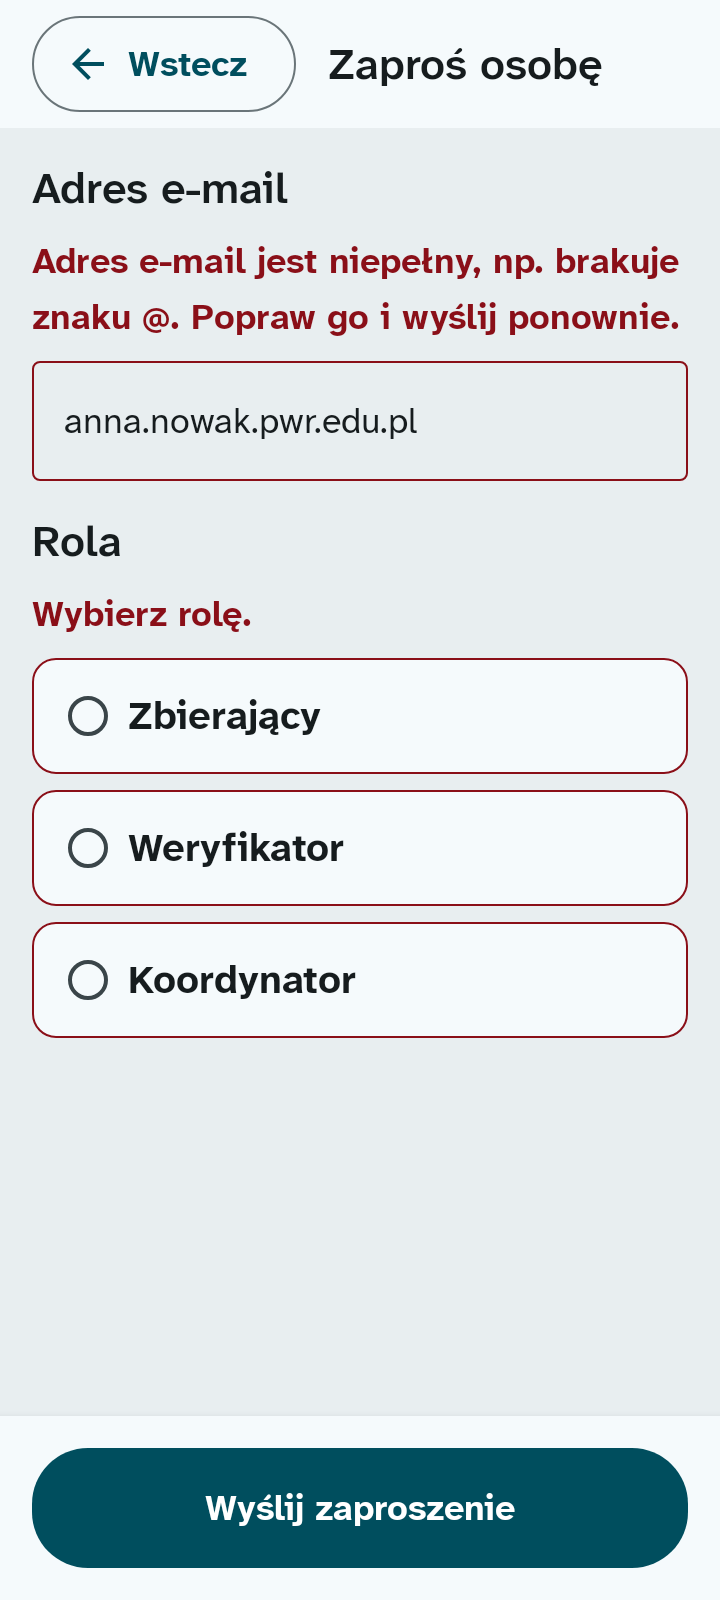 Wstecz
Zaproś osobę
Adres e-mail
Adres e-mail jest niepełny, np. brakuje
znaku @. Popraw go i wyślij ponownie.
anna.nowak.pwr.edu.pl
Rola
Wybierz rolę.
Zbierający
Weryfikator
Koordynator
Wyślij zaproszenie